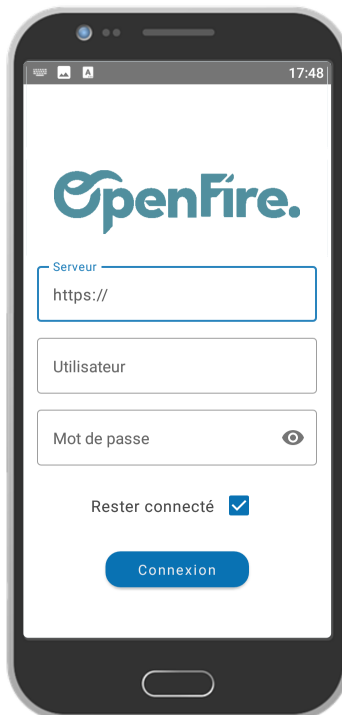 17:48
OpenFire.
Serveur
https://
Utilisateur
Mot de passe
Rester connecté
Connexion